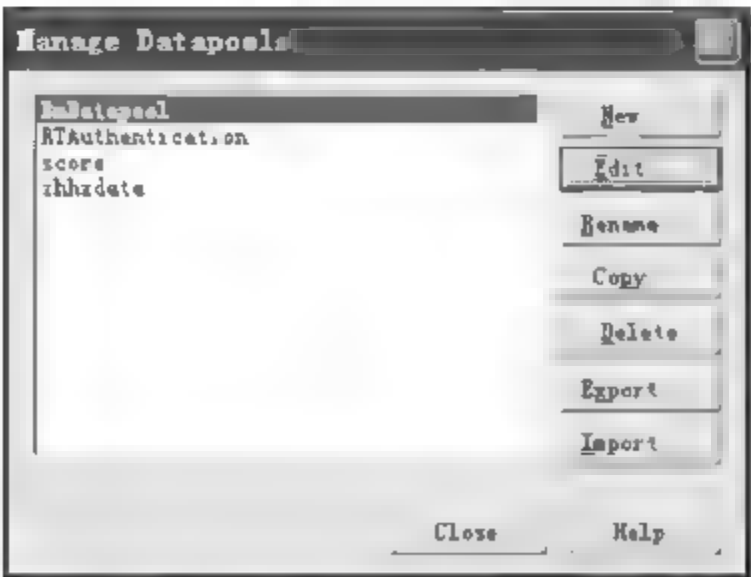 Manage Datapools
New
RTAuthentication
score
Edit
Rename
Copy
Delete
Export
Import
Close
Help